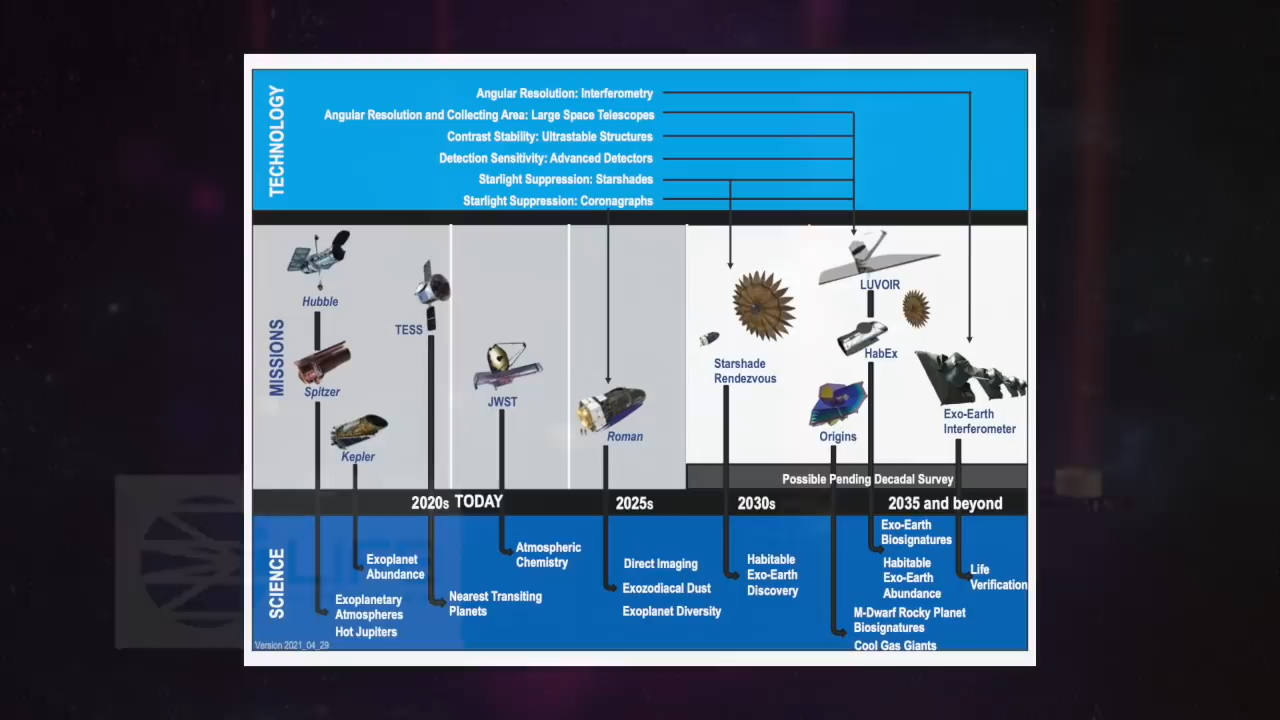 TECHNOLOGY
Angular Resolution: Interferometry
Angular Resolution and Collecting Area: Large Space Telescopes
Contrast Stability: Ultrastable Structures
Detection Sensitivity: Advanced Detectors
Starlight Suppression: Starshades
Starlight Suppression: Coronagraphs
MISSIONS
Hubble
TESS
Spitzer
Kepler
JWST
Roman
Starshade
Rendezvous
LUVOIR
HabEx
Origins
Exo-Earth
Interferometer
Possible Pending Decadal Survey
2020s TODAY
2025s
2030s
2035 and beyond
SCIENCE
Exoplanet
Abundance
Exoplanetary
Atmospheres
Hot Jupiters
Nearest Transiting
Planets
Atmospheric
Chemistry
Direct Imaging
Exozodiacal Dust
Exoplanet Diversity
Habitable
Exo-Earth
Discovery
Exo-Earth
Biosignatures
Habitable
Exo-Earth
Abundance
M-Dwarf Rocky Planet
Biosignatures
Cool Gas Giants
Life
Verification
Version 2021_04_29